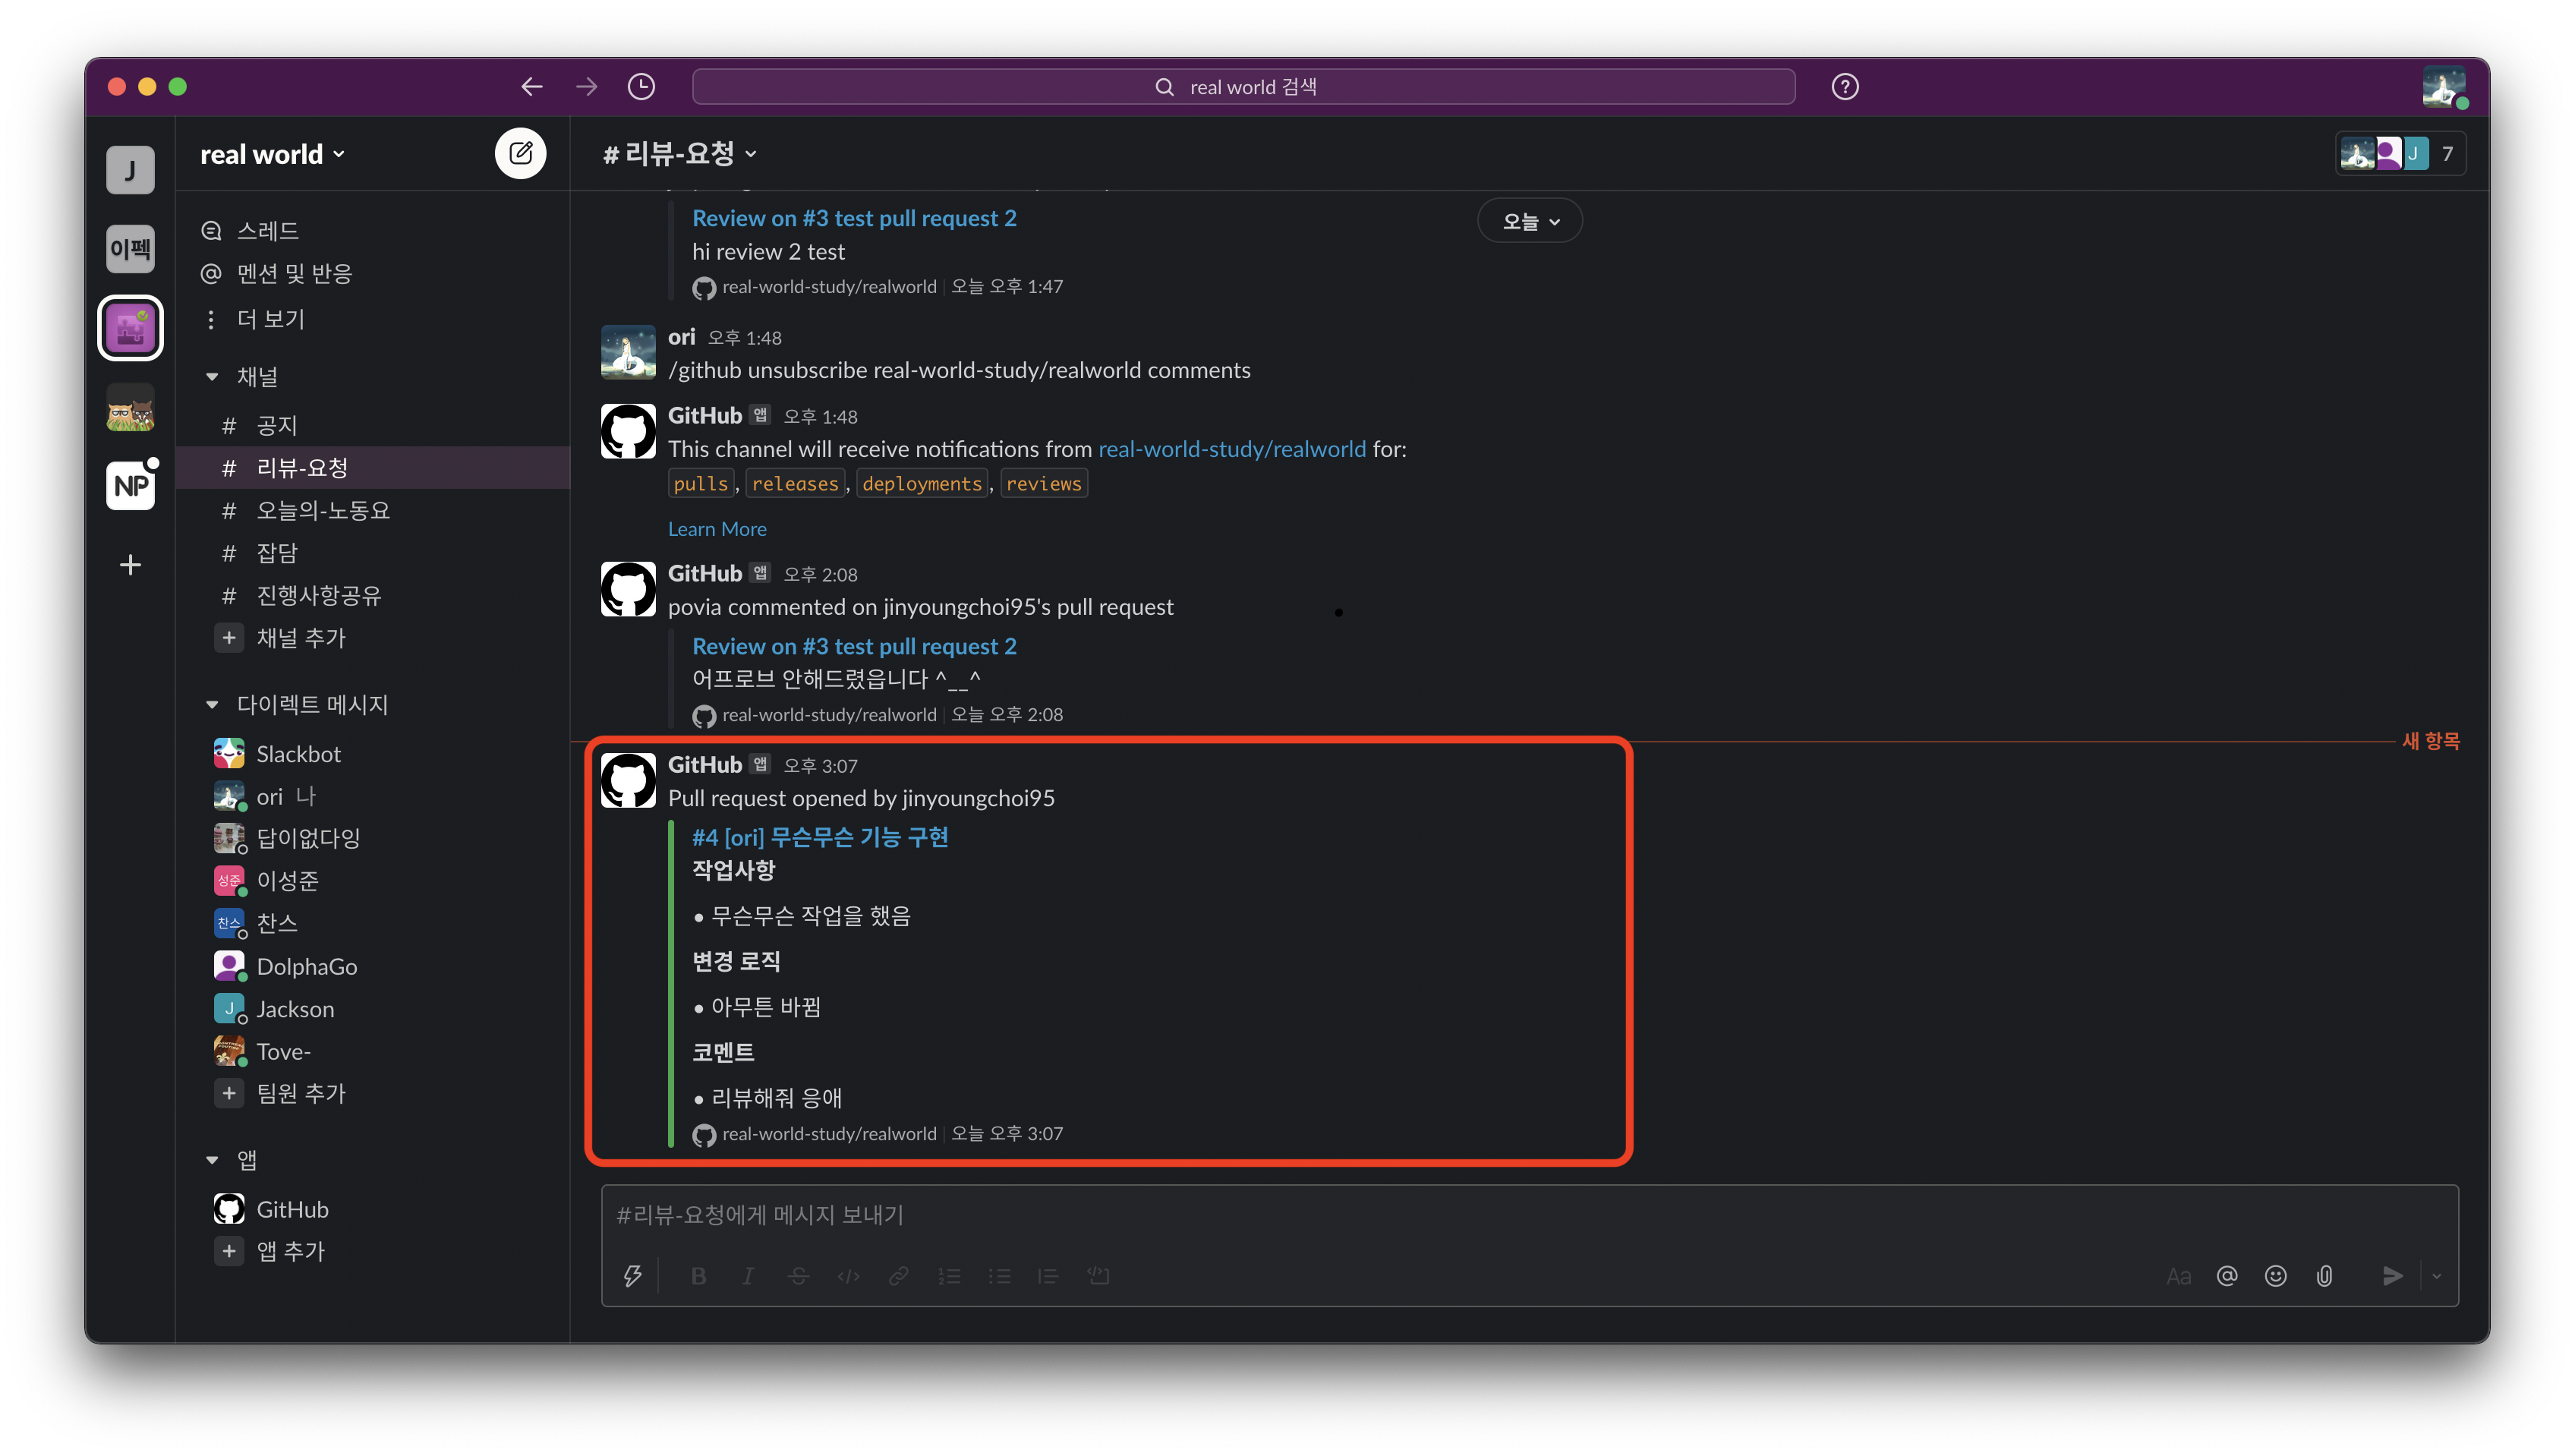 real world 검색
J
이펙
NP
real world
스레드
멘션 및 반응
더 보기
채널
# 공지
# 리뷰-요청
# 오늘의-노동요
# 잡담
# 진행사항공유
+ 채널 추가
다이렉트 메시지
Slackbot
ori 나
답이없다잉
성준 이성준
찬스 찬스
DolphaGo
J Jackson
Tove-
+ 팀원 추가
앱
GitHub
+ 앱 추가
# 리뷰-요청
J 7
오늘
Review on #3 test pull request 2
hi review 2 test
real-world-study/realworld | 오늘 오후 1:47
ori 오후 1:48
/github unsubscribe real-world-study/realworld comments
GitHub 앱 오후 1:48
This channel will receive notifications from real-world-study/realworld for:
pulls, releases, deployments, reviews
Learn More
GitHub 앱 오후 2:08
povia commented on jinyoungchoi95's pull request
Review on #3 test pull request 2
어프로브 안해드렸읍니다 ^__^
real-world-study/realworld | 오늘 오후 2:08
새 항목
GitHub 앱 오후 3:07
Pull request opened by jinyoungchoi95
#4 [ori] 무슨무슨 기능 구현
작업사항
• 무슨무슨 작업을 했음
변경 로직
• 아무튼 바뀜
코멘트
• 리뷰해줘 응애
real-world-study/realworld | 오늘 오후 3:07
#리뷰-요청에게 메시지 보내기
B I S Aa @